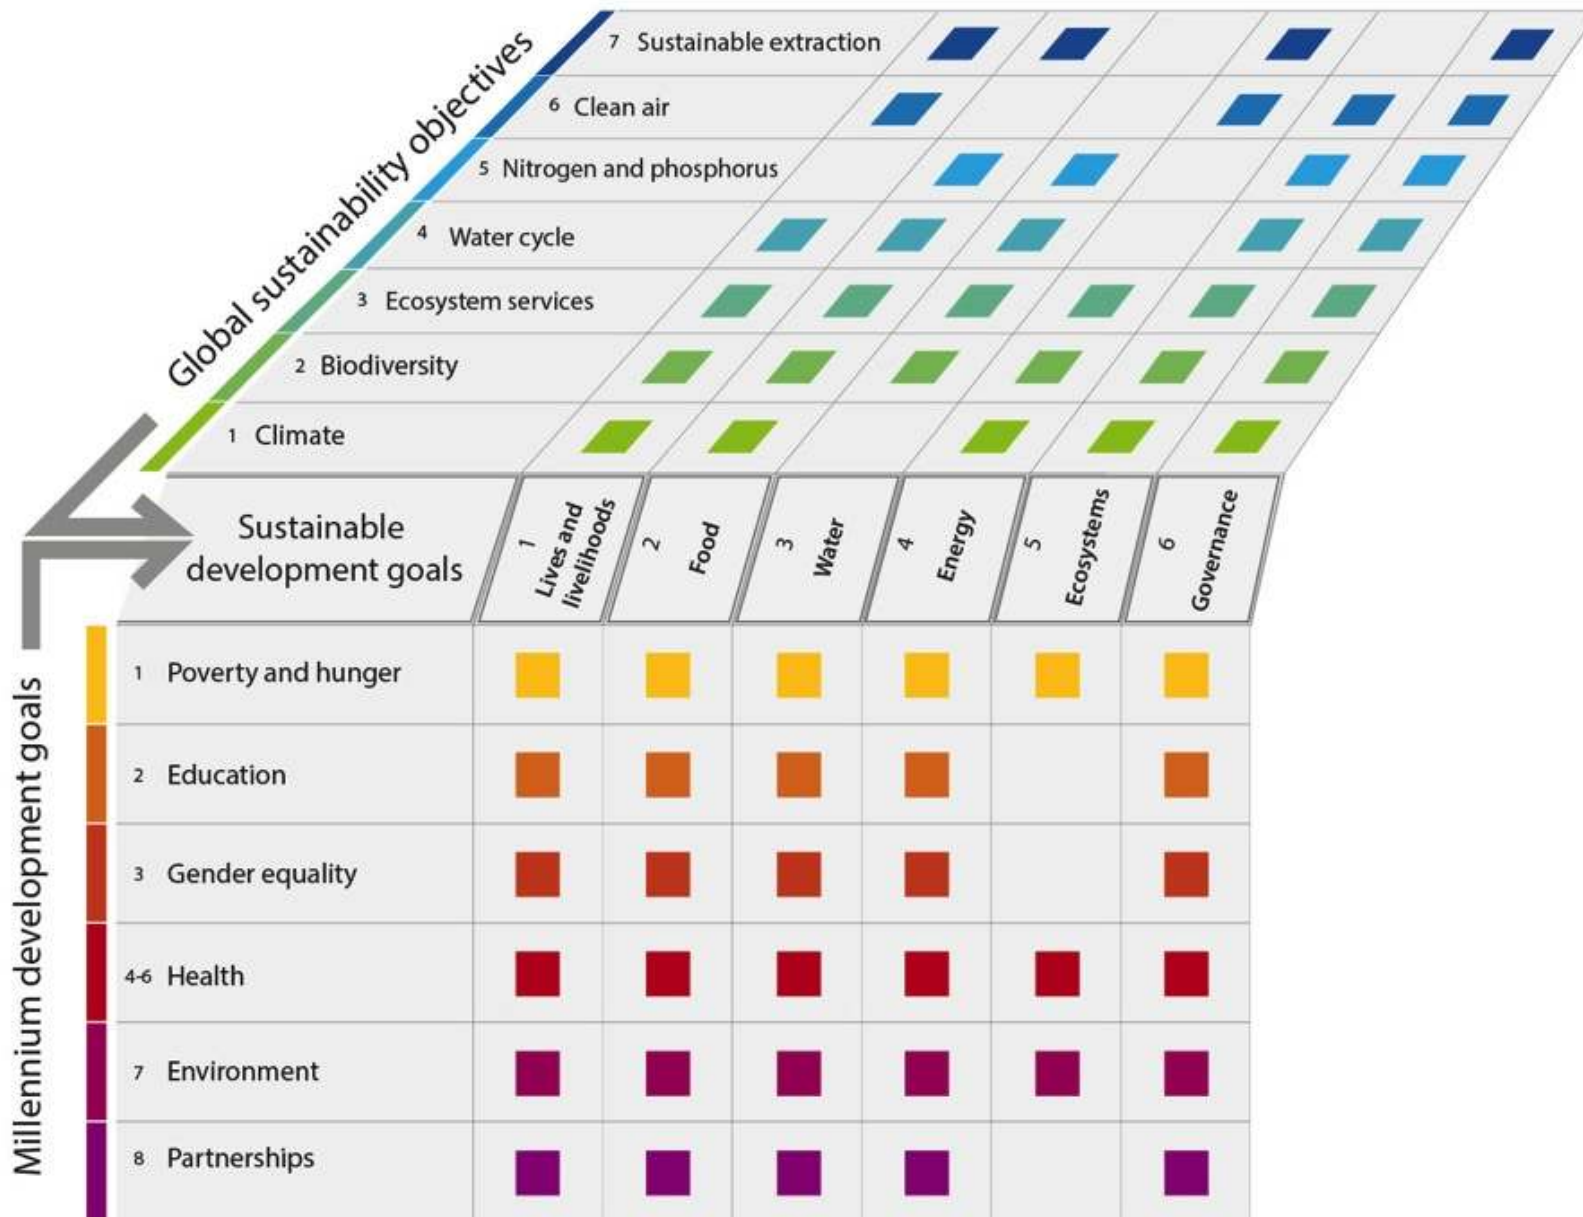 Global sustainability objectives
7 Sustainable extraction
6 Clean air
5 Nitrogen and phosphorus
4 Water cycle
3 Ecosystem services
2 Biodiversity
1 Climate
Sustainable
development goals
1 Lives and
livelihoods
2 Food
3 Water
4 Energy
5 Ecosystems
6 Governance
Millennium development goals
1 Poverty and hunger
2 Education
3 Gender equality
4-6 Health
7 Environment
8 Partnerships